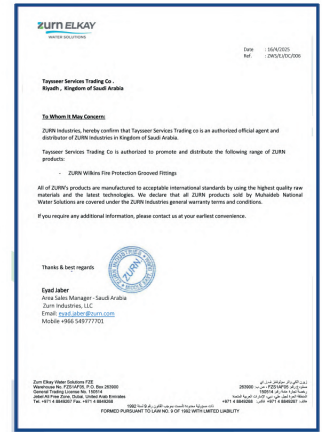 zurn ELKAY
WATER SOLUTIONS
Date : 16/4/2025
Ref. : ZWS/EJ/DC/006
Taysseer Services Trading Co .
Riyadh , Kingdom of Saudi Arabia
To Whom It May Concern:
ZURN Industries, hereby confirm that Taysseer Services Trading co is an authorized official agent and
distributor of ZURN Industries in Kingdom of Saudi Arabia.
Taysseer Services Trading Co is authorized to promote and distribute the following range of ZURN
products:
- ZURN Wilkins Fire Protection Grooved Fittings
All of ZURN's products are manufactured to acceptable international standards by using the highest quality raw
materials and the latest technologies. We declare that all ZURN products sold by Muhaideb National
Water Solutions are covered under the ZURN Industries general warranty terms and conditions.
If you require any additional information, please contact us at your earliest convenience.
Thanks & best regards
ZURN
Eyad Jaber
Area Sales Manager - Saudi Arabia
Zurn Industries, LLC
Email: eyad.jaber@zurn.com
Mobile +966 549777701
Zurn Elkay Water Solutions FZE
Warehouse No. FZS1AF05, P.O. Box 263900
General Trading License No. 150514
Jebel Ali Free Zone, Dubai, United Arab Emirates
Tel. +971 4 8849267 Fax. +971 4 8849268
FORMED PURSUANT TO LAW NO. 9 OF 1992 WITH LIMITED LIABILITY